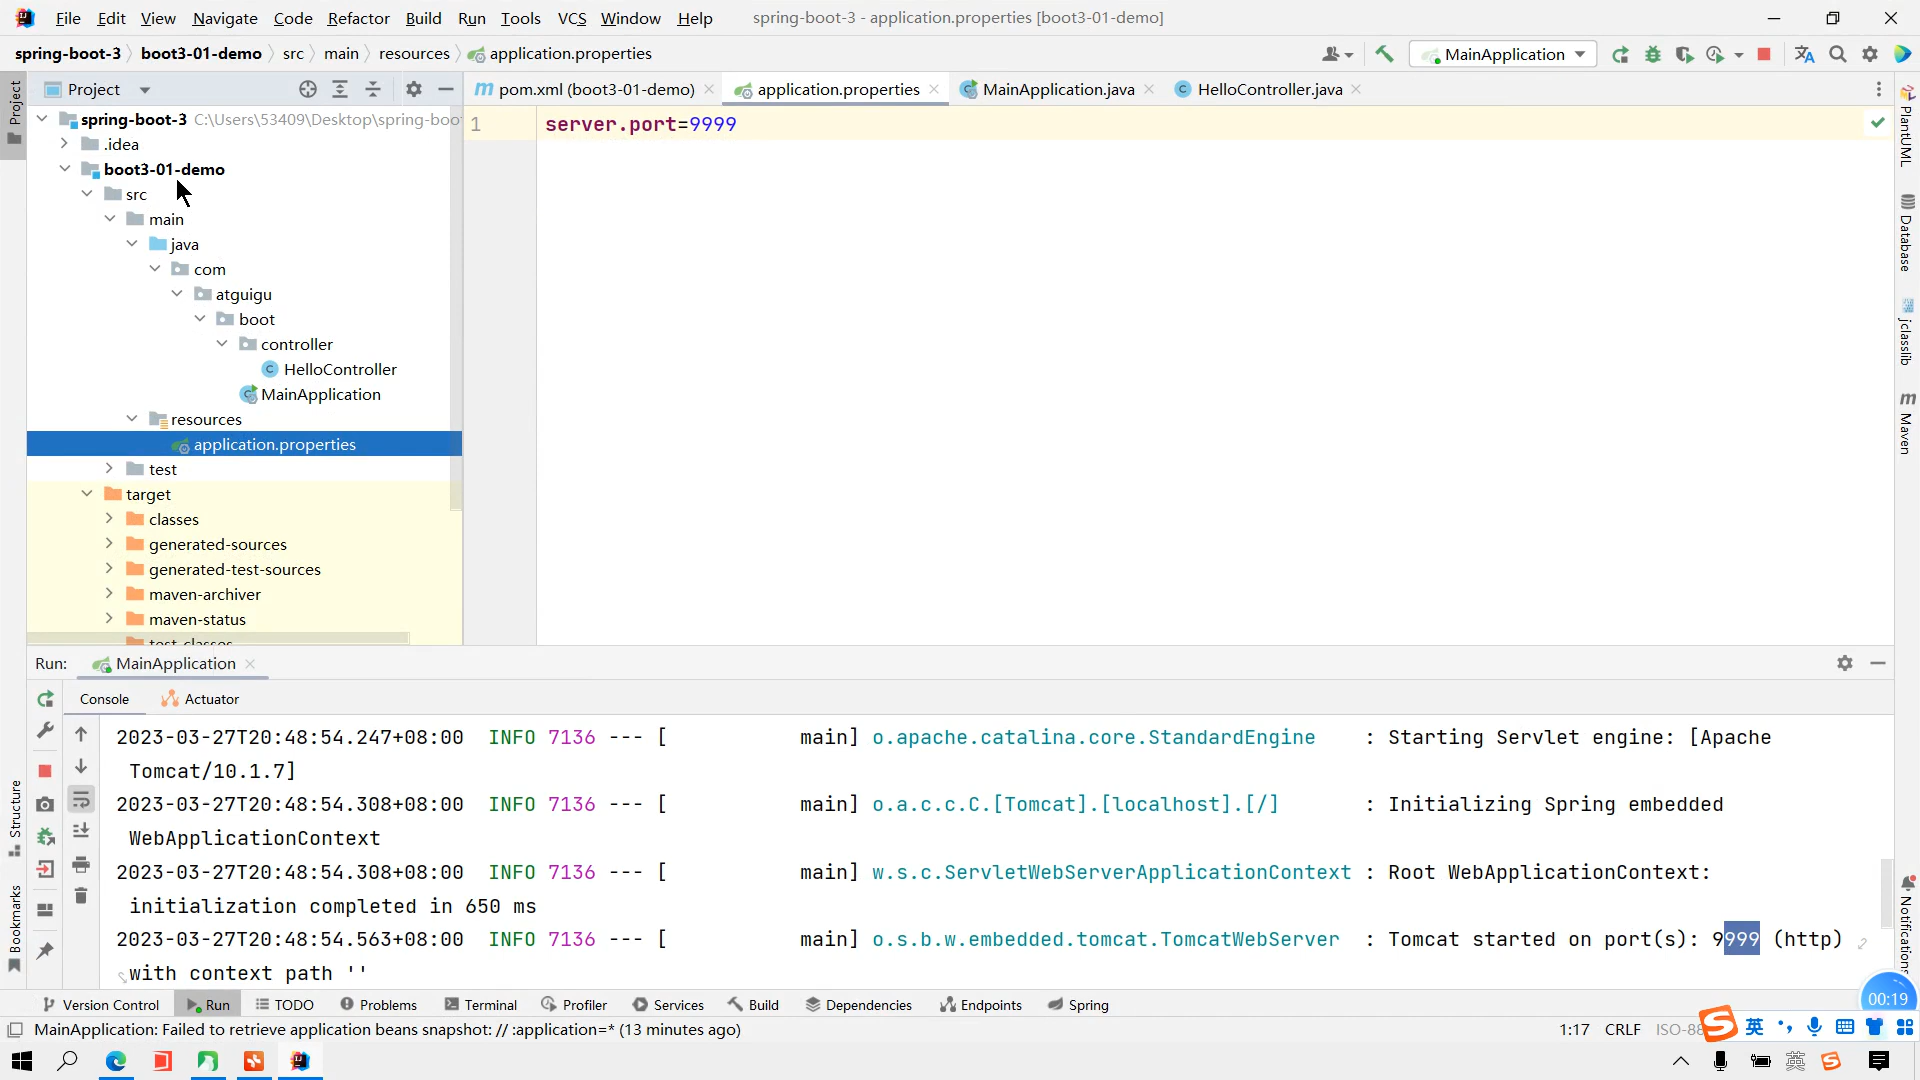 File Edit View Navigate Code Refactor Build Run Tools VCS Window Help spring-boot-3 - application.properties [boot3-01-demo]
spring-boot-3 boot3-01-demo src main resources application.properties MainApplication
Project
pom.xml (boot3-01-demo) application.properties MainApplication.java HelloController.java
spring-boot-3 C:\Users\53409\Desktop\spring-boo
.idea
boot3-01-demo
src
main
java
com
atguigu
boot
controller
HelloController
MainApplication
resources
application.properties
test
target
classes
generated-sources
generated-test-sources
maven-archiver
maven-status
test-classes
1 server.port=9999
Project
Structure
Bookmarks
PlantUML
Database
jclasslib
Maven
Notifications
Run: MainApplication
Console Actuator
2023-03-27T20:48:54.247+08:00 INFO 7136 --- [ main] o.apache.catalina.core.StandardEngine : Starting Servlet engine: [Apache
Tomcat/10.1.7]
2023-03-27T20:48:54.308+08:00 INFO 7136 --- [ main] o.a.c.c.C.[Tomcat].[localhost].[/] : Initializing Spring embedded
WebApplicationContext
2023-03-27T20:48:54.308+08:00 INFO 7136 --- [ main] w.s.c.ServletWebServerApplicationContext : Root WebApplicationContext:
initialization completed in 650 ms
2023-03-27T20:48:54.563+08:00 INFO 7136 --- [ main] o.s.b.w.embedded.tomcat.TomcatWebServer : Tomcat started on port(s): 9999 (http)
with context path ''
Version Control Run TODO Problems Terminal Profiler Services Build Dependencies Endpoints Spring
00:19
MainApplication: Failed to retrieve application beans snapshot: // :application=* (13 minutes ago) 1:17 CRLF ISO-88
英
英